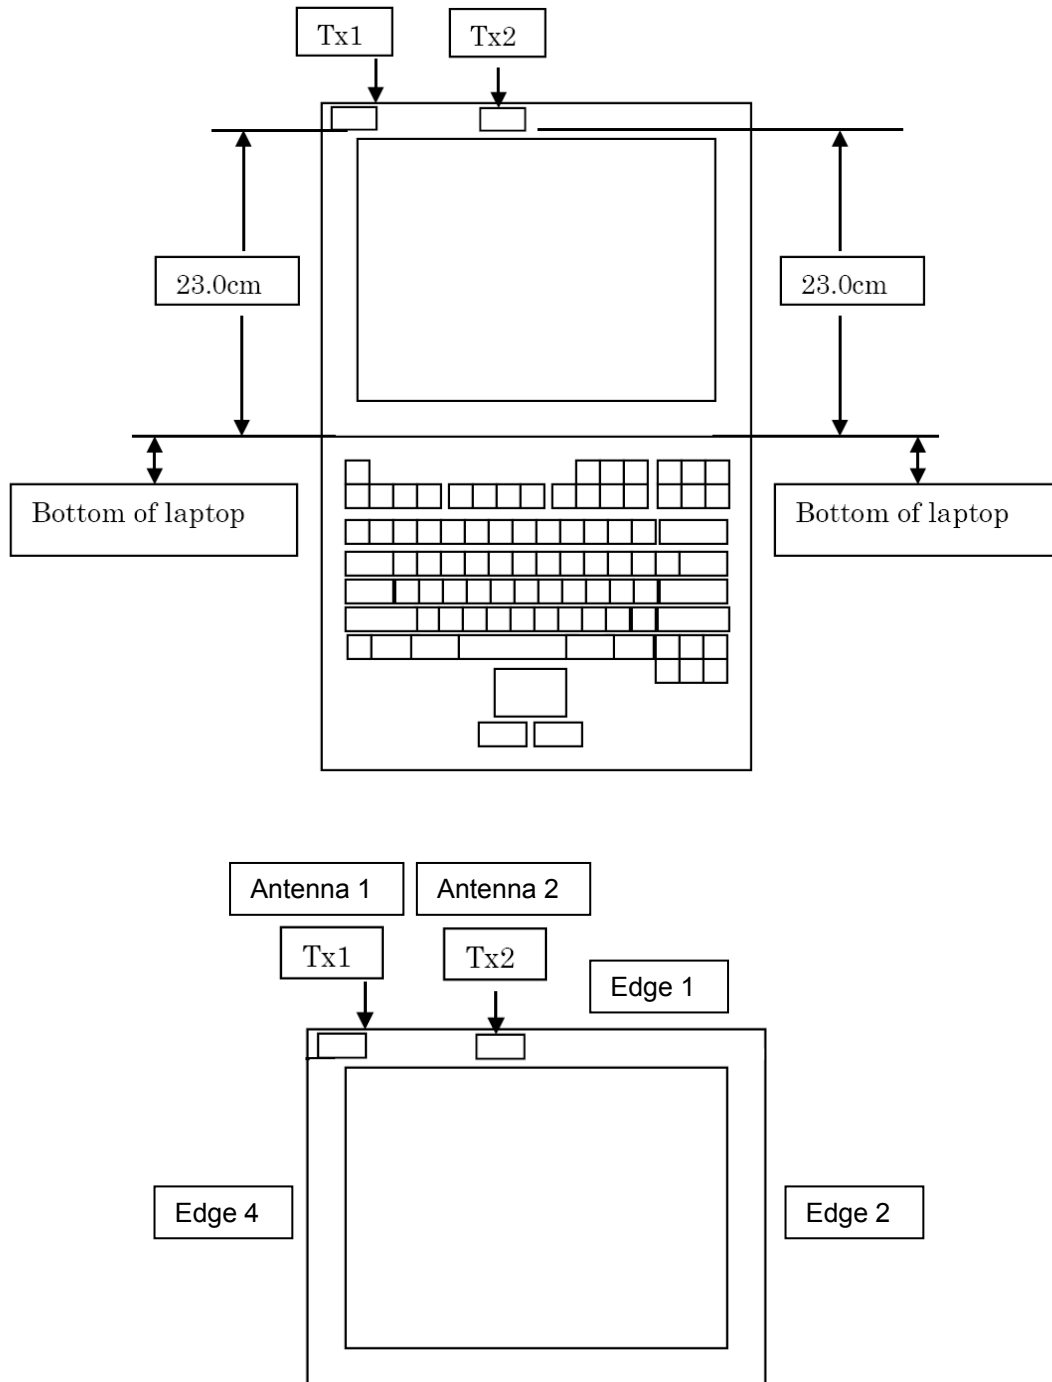 Tx1
Tx2
23.0cm
23.0cm
Bottom of laptop
Bottom of laptop
Antenna 1
Antenna 2
Tx1
Tx2
Edge 1
Edge 4
Edge 2